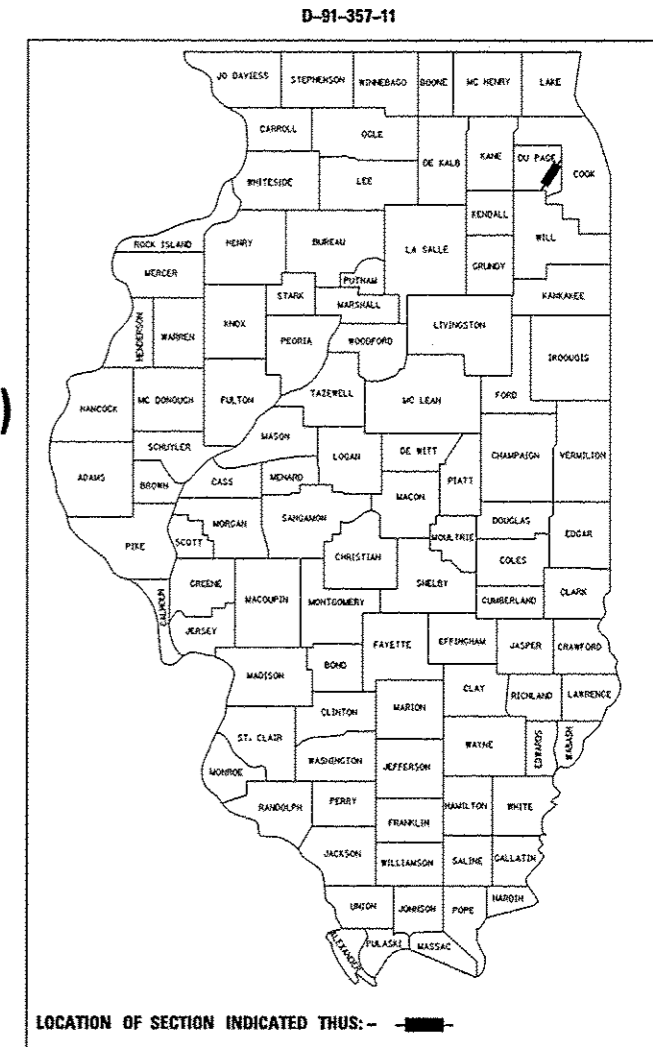 D-91-357-11
JO DAVIESS STEPHENSON WINNEBAGO BOONE MC HENRY LAKE
CARROLL OGLE DE KALB KANE DU PAGE COOK
WHITESIDE LEE
KENDALL
ROCK ISLAND HENRY BUREAU LA SALLE WILL
MERCER PUTNAM GRUNDY
STARK MARSHALL KANKAKEE
HENDERSON WARREN KNOX PEORIA WOODFORD LIVINGSTON IROQUOIS
HANCOCK MC DONOUGH FULTON TAZEWELL MC LEAN FORD
MASON
SCHUYLER LOGAN DE WITT CHAMPAIGN VERMILION
ADAMS BROWN CASS MENARD PIATT
MACON
MORGAN SANGAMON DOUGLAS
PIKE SCOTT MOULTRIE EDGAR
CHRISTIAN COLES
GREENE SHELBY
CALHOUN MACOUPIN MONTGOMERY CUMBERLAND CLARK
JERSEY
FAYETTE EFFINGHAM JASPER CRAWFORD
BOND
MADISON CLAY RICHLAND LAWRENCE
CLINTON MARION
ST. CLAIR WAYNE EDWARDS WABASH
WASHINGTON JEFFERSON
MONROE
RANDOLPH PERRY HAMILTON WHITE
FRANKLIN
JACKSON WILLIAMSON SALINE GALLATIN
UNION JOHNSON POPE HARDIN
ALEXANDER PULASKI MASSAC
LOCATION OF SECTION INDICATED THUS: -
)